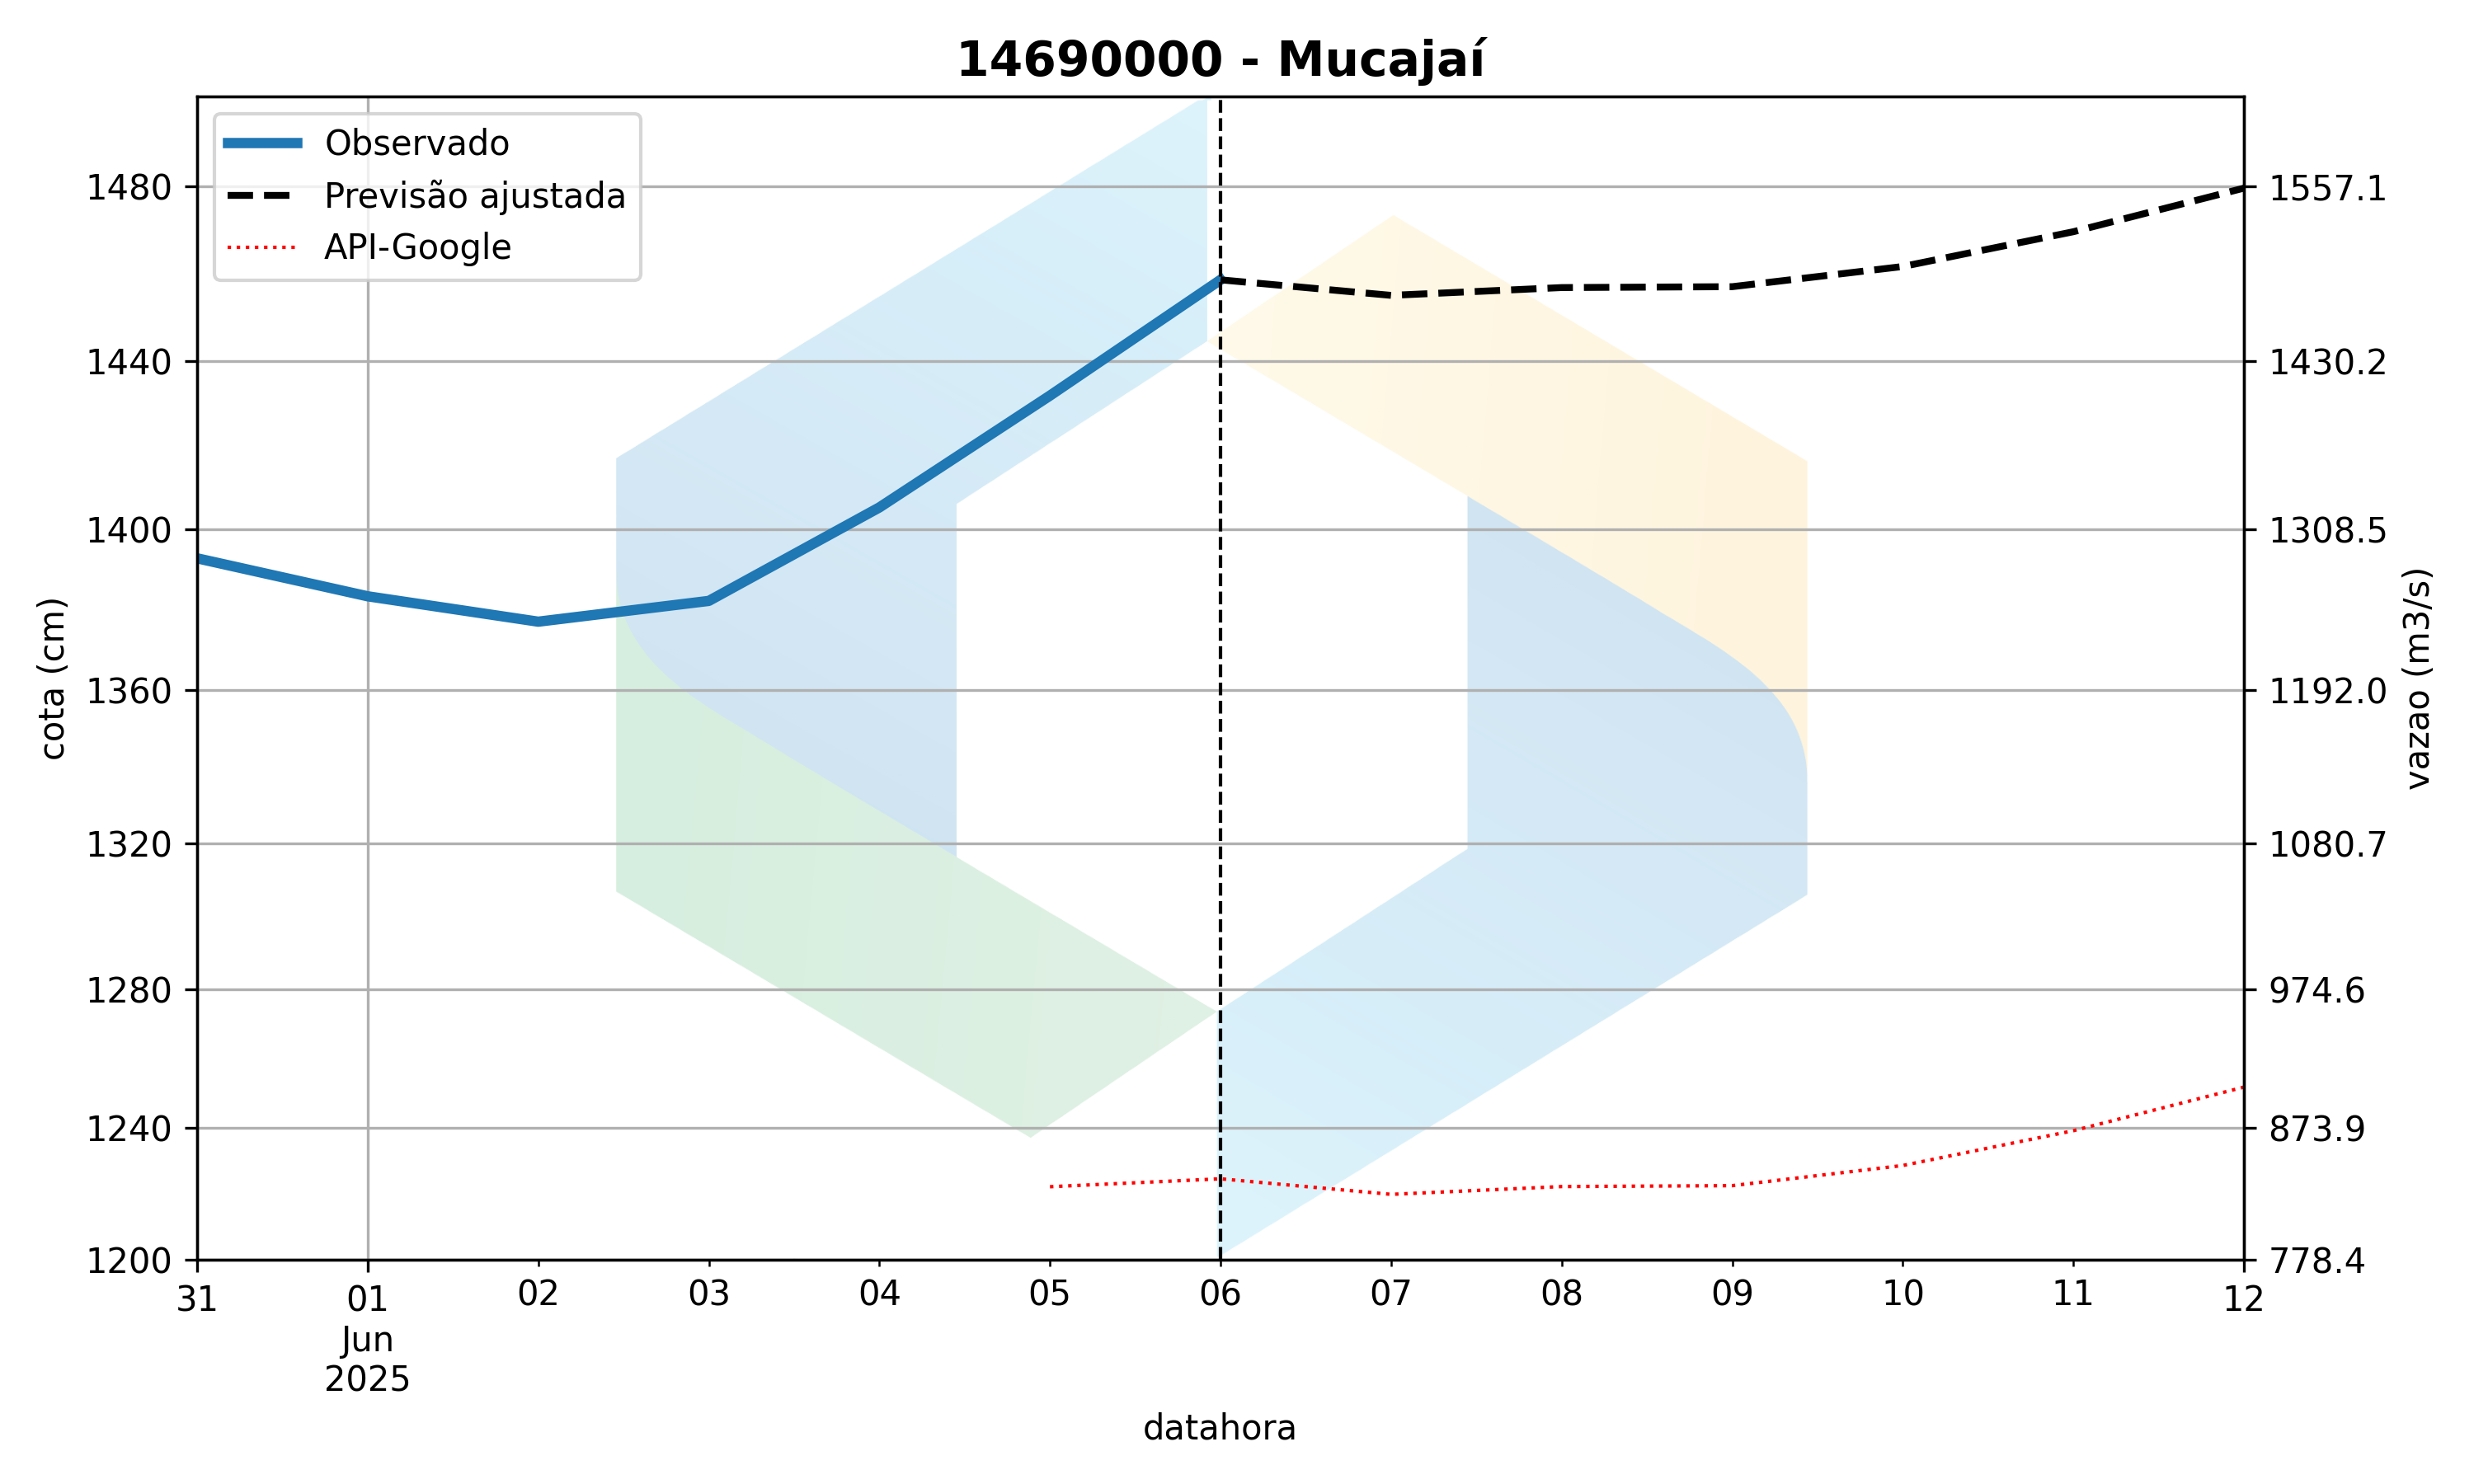 14690000 - Mucajaí
Observado
Previsão ajustada
API-Google
1480
1440
1400
1360
1320
1280
1240
1200
cota (cm)
1557.1
1430.2
1308.5
1192.0
1080.7
974.6
873.9
778.4
vazao (m3/s)
31 01 02 03 04 05 06 07 08 09 10 11 12
Jun
2025
datahora